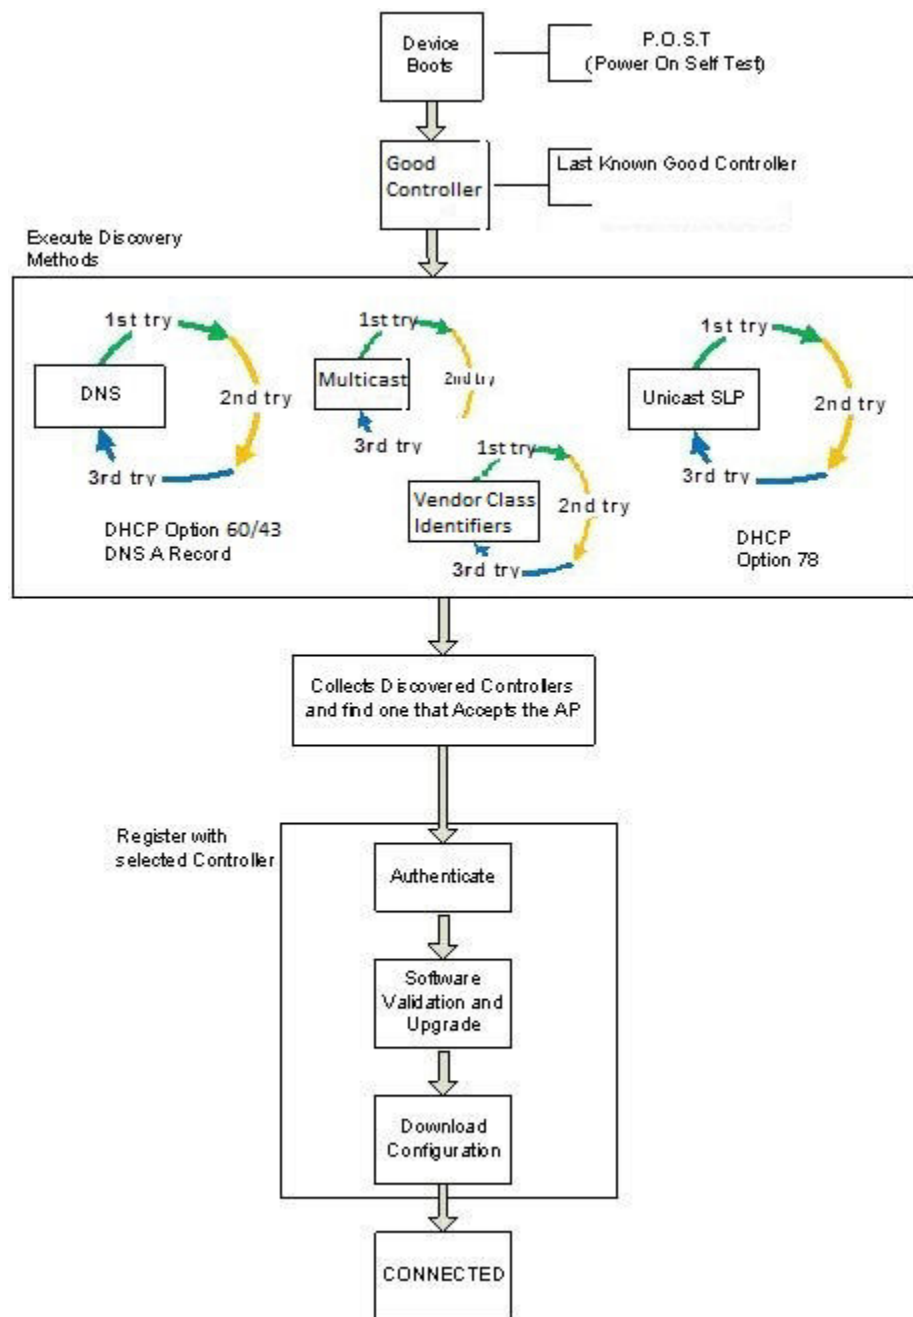 Device
Boots
P.O.S.T
(Power On Self Test)
Good
Controller
Last Known Good Controller
Execute Discovery
Methods
1st try
DNS
2nd try
3rd try
DHCP Option 60/43
DNS A Record
1st try
Multicast
2nd try
3rd try
1st try
Vendor Class
Identifiers
2nd try
3rd try
1st try
Unicast SLP
2nd try
3rd try
DHCP
Option 78
Collects Discovered Controllers
and find one that Accepts the AP
Register with
selected Controller
Authenticate
Software
Validation and
Upgrade
Download
Configuration
CONNECTED